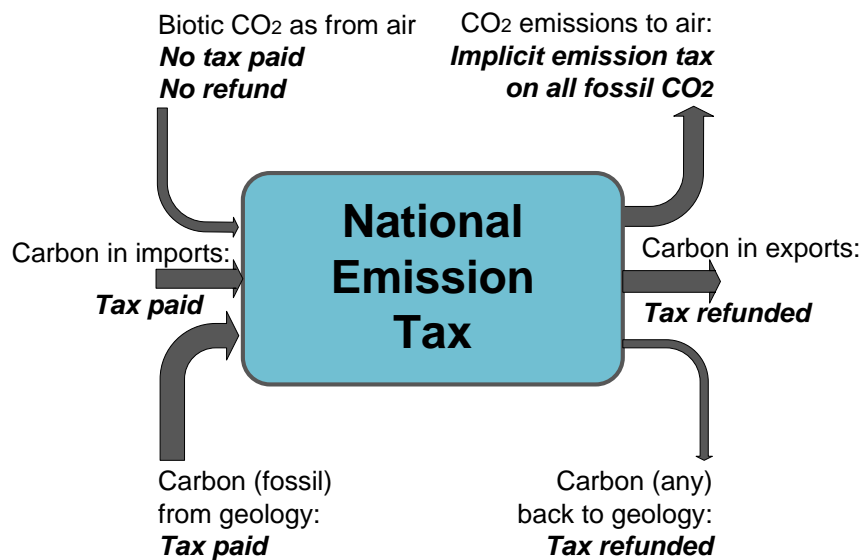 Biotic CO2 as from air
No tax paid
No refund
CO2 emissions to air:
Implicit emission tax
on all fossil CO2
National
Emission
Tax
Carbon in imports:
Tax paid
Carbon in exports:
Tax refunded
Carbon (fossil)
from geology:
Tax paid
Carbon (any)
back to geology:
Tax refunded